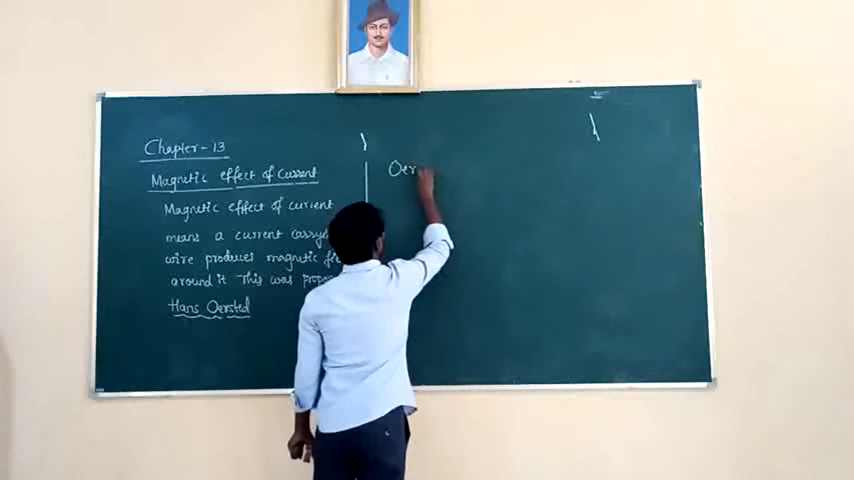 Chapter - 13
Magnetic effect of Current
Magnetic effect of current
means a current
wire produces magnetic
around it This was
Hans Oersted
Oer